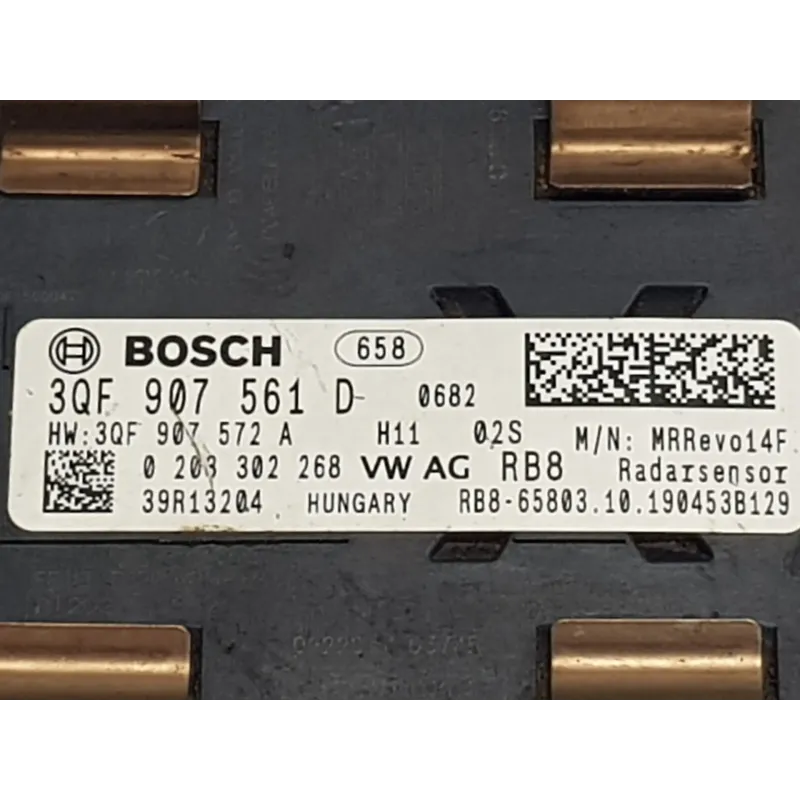 BOSCH 658
3QF 907 561 D 0682
HW:3QF 907 572 A H11 02S M/N: MRRevo14F
0 203 302 268 VW AG RB8 Radarsensor
39R13204 HUNGARY RB8-65803.10.190453B129